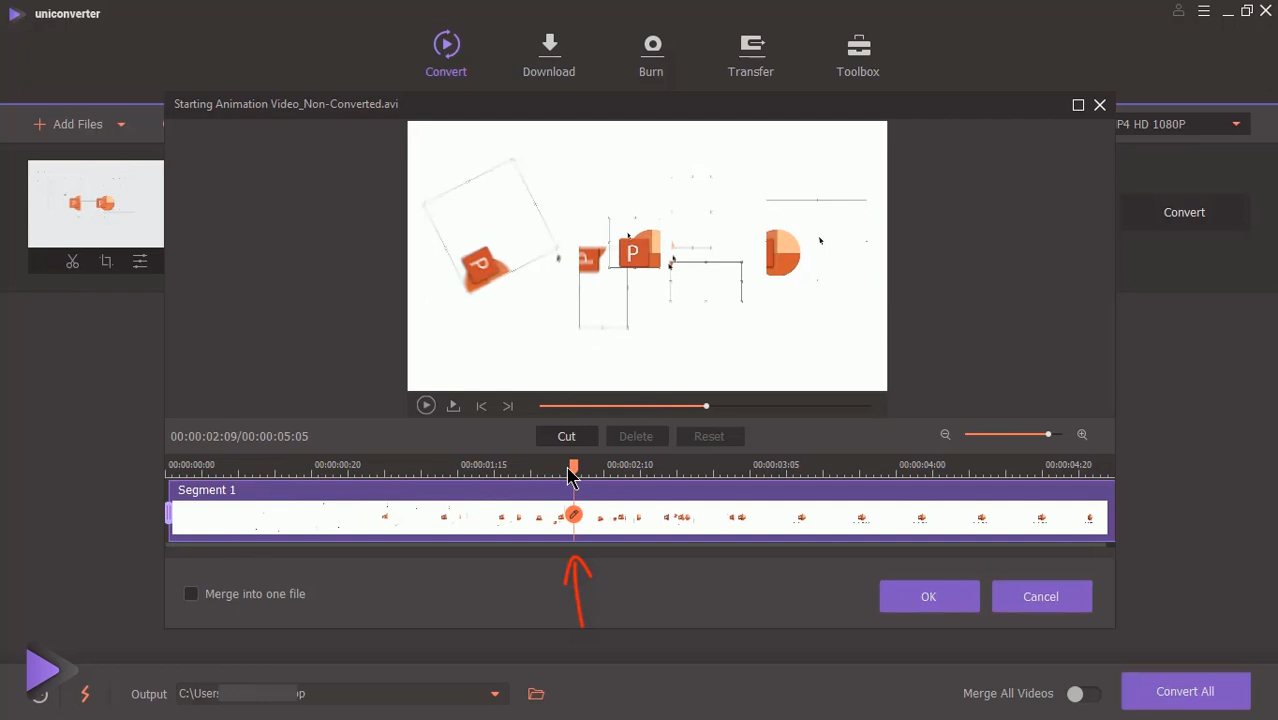 uniconverter
Convert
Download
Burn
Transfer
Toolbox
Starting Animation Video_Non-Converted.avi
Add Files
P4 HD 1080P
P
P
Convert
00:00:02:09/00:00:05:05
Cut
Delete
Reset
00:00:00:00
00:00:00:20
00:00:01:15
00:00:02:10
00:00:03:05
00:00:04:00
00:00:04:20
Segment 1
Merge into one file
OK
Cancel
Output
C:\Users
op
Merge All Videos
Convert All